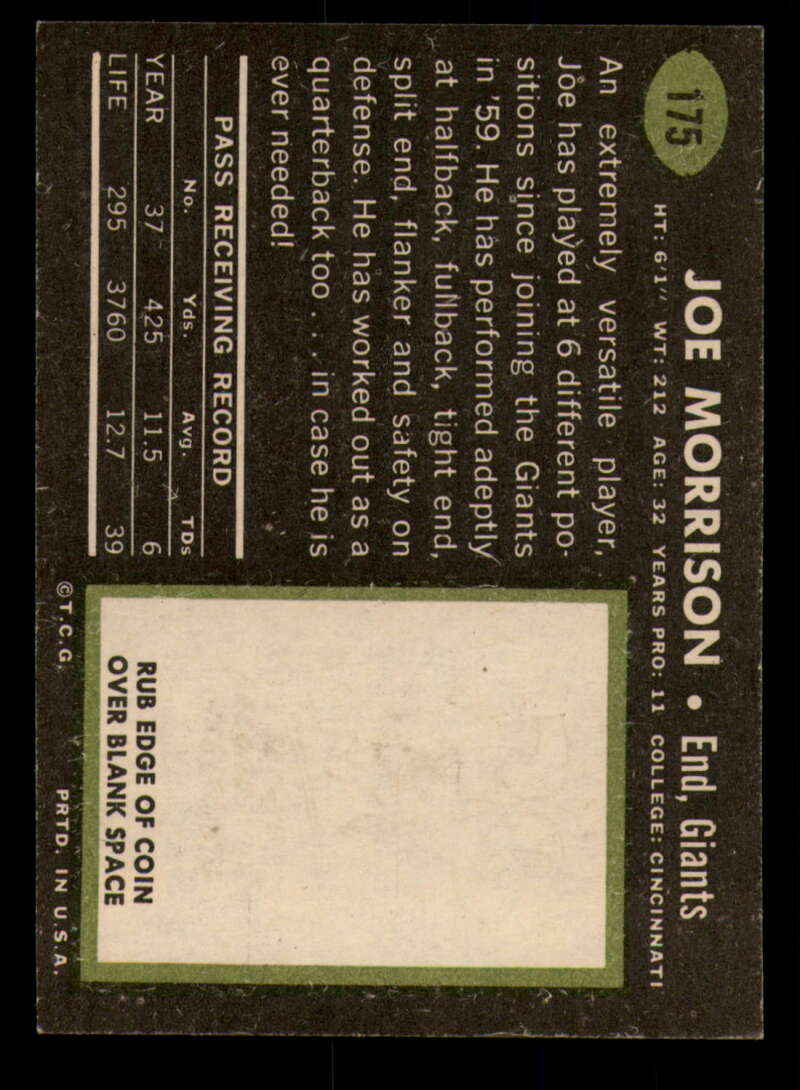 175
JOE MORRISON • End, Giants
HT: 6'1" WT: 212 AGE: 32 YEARS PRO: 11 COLLEGE: CINCINNATI
An extremely versatile player,
Joe has played at 6 different po-
sitions since joining the Giants
in '59. He has performed adeptly
at halfback, fullback, tight end,
split end, flanker and safety on
defense. He has worked out as a
quarterback too . . . in case he is
ever needed!
PASS RECEIVING RECORD
No. Yds. Avg. TDs
YEAR 37 425 11.5 6
LIFE 295 3760 12.7 39
RUB EDGE OF COIN
OVER BLANK SPACE
©T.C.G. PRTD. IN U.S.A.